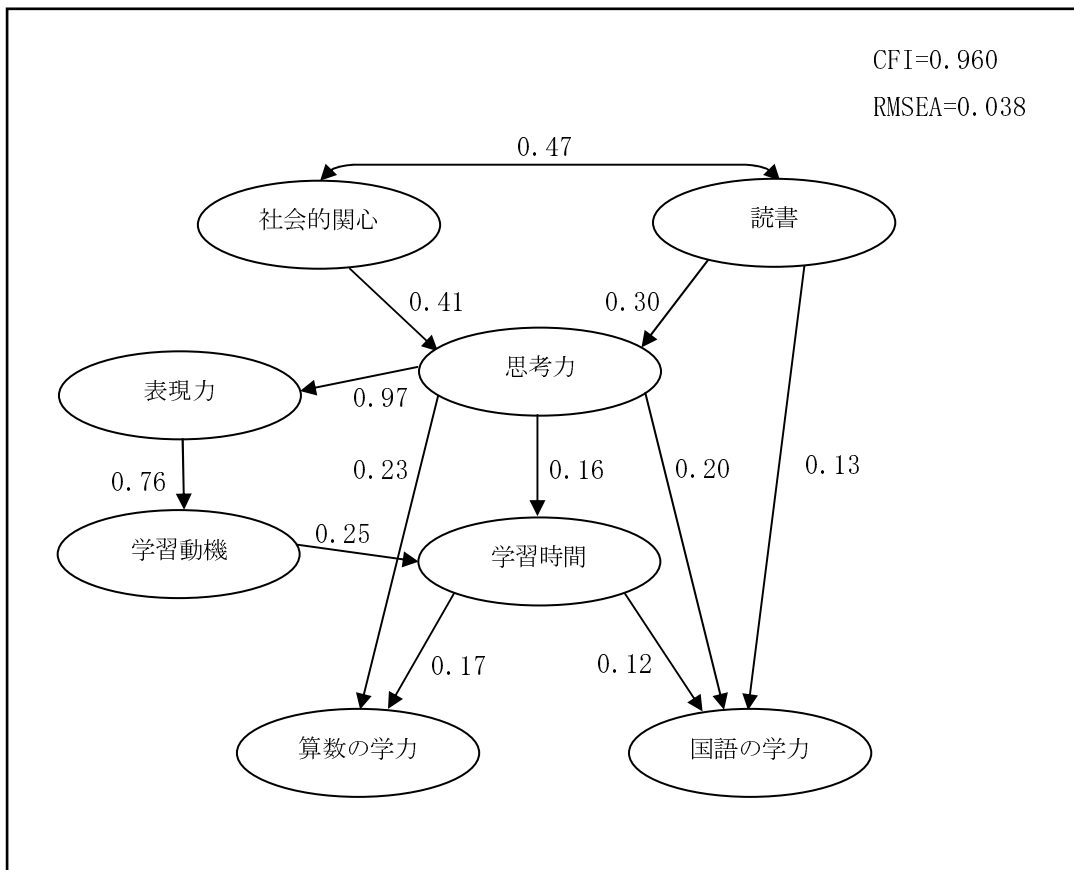 CFI=0.960
RMSEA=0.038
0.47
社会的関心
読書
0.41
0.30
思考力
表現力
0.97
0.23
0.16
0.20
0.13
0.76
0.25
学習動機
学習時間
0.17
0.12
算数の学力
国語の学力